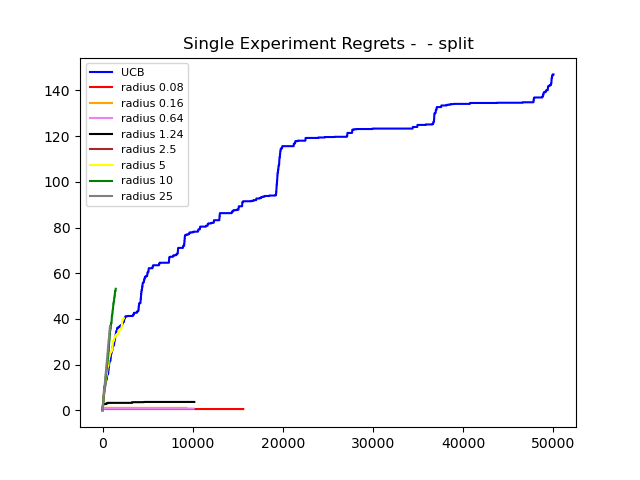 Single Experiment Regrets -  - split
UCB
radius 0.08
radius 0.16
radius 0.64
radius 1.24
radius 2.5
radius 5
radius 10
radius 25
140
120
100
80
60
40
20
0
0 10000 20000 30000 40000 50000